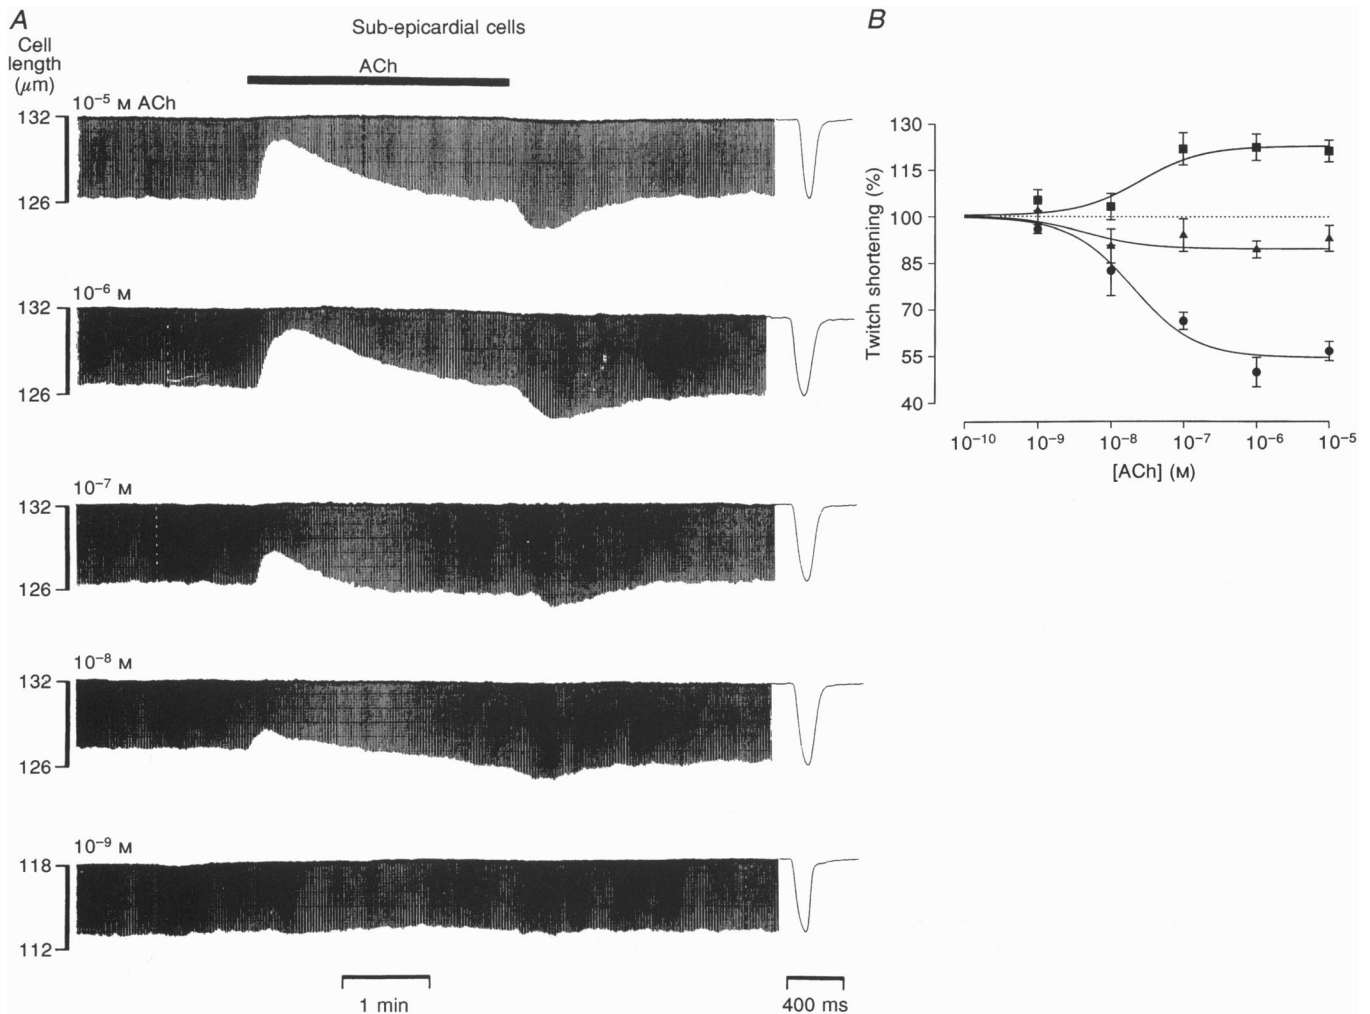 A
Sub-epicardial cells
Cell
length
(μm)
ACh
10⁻⁵ M ACh
132
126
10⁻⁶ M
132
126
10⁻⁷ M
132
126
10⁻⁸ M
132
126
10⁻⁹ M
118
112
1 min
400 ms
B
Twitch shortening (%)
130
115
100
85
70
55
40
10⁻¹⁰ 10⁻⁹ 10⁻⁸ 10⁻⁷ 10⁻⁶ 10⁻⁵
[ACh] (M)